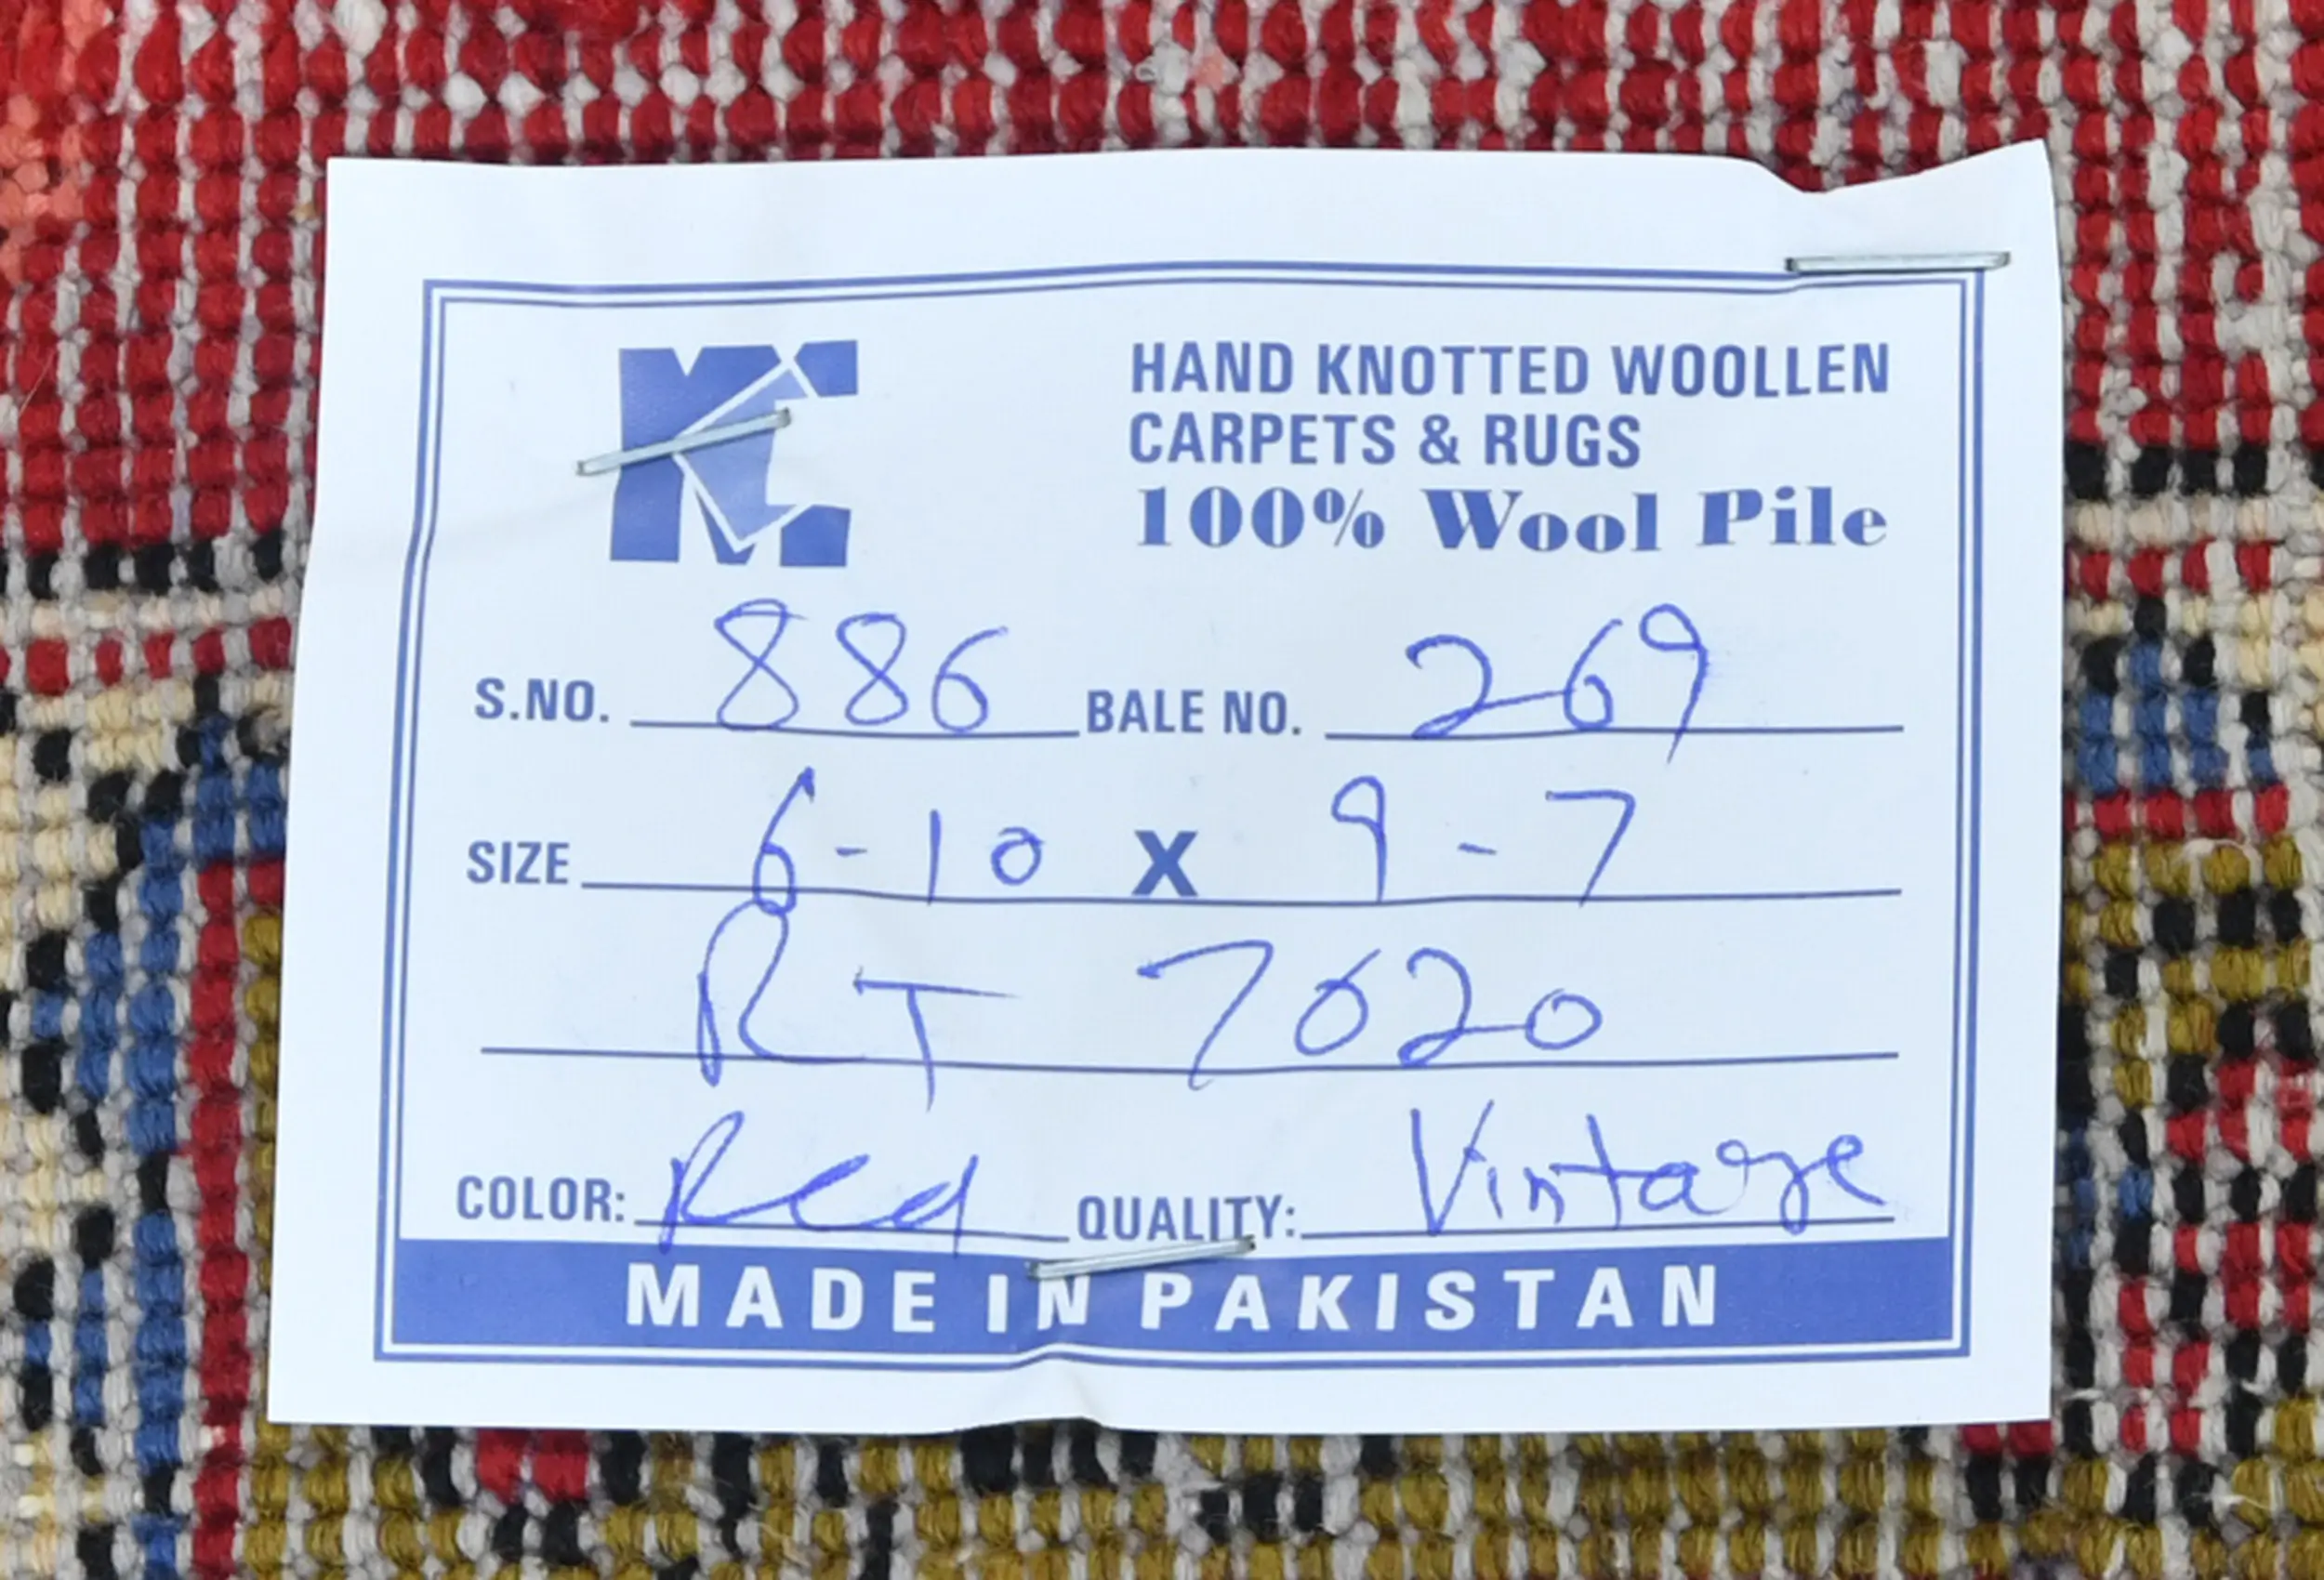 MC
HAND KNOTTED WOOLLEN
CARPETS & RUGS
100% Wool Pile
S.NO. 886 BALE NO. 269
SIZE 6-10 X 9-7
RT 7020
COLOR: Red QUALITY: Vintage
MADE IN PAKISTAN